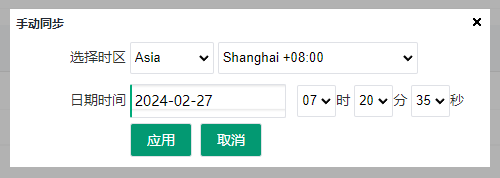 手动同步
选择时区 Asia Shanghai +08:00
日期时间 2024-02-27 07 时 20 分 35 秒
应用 取消